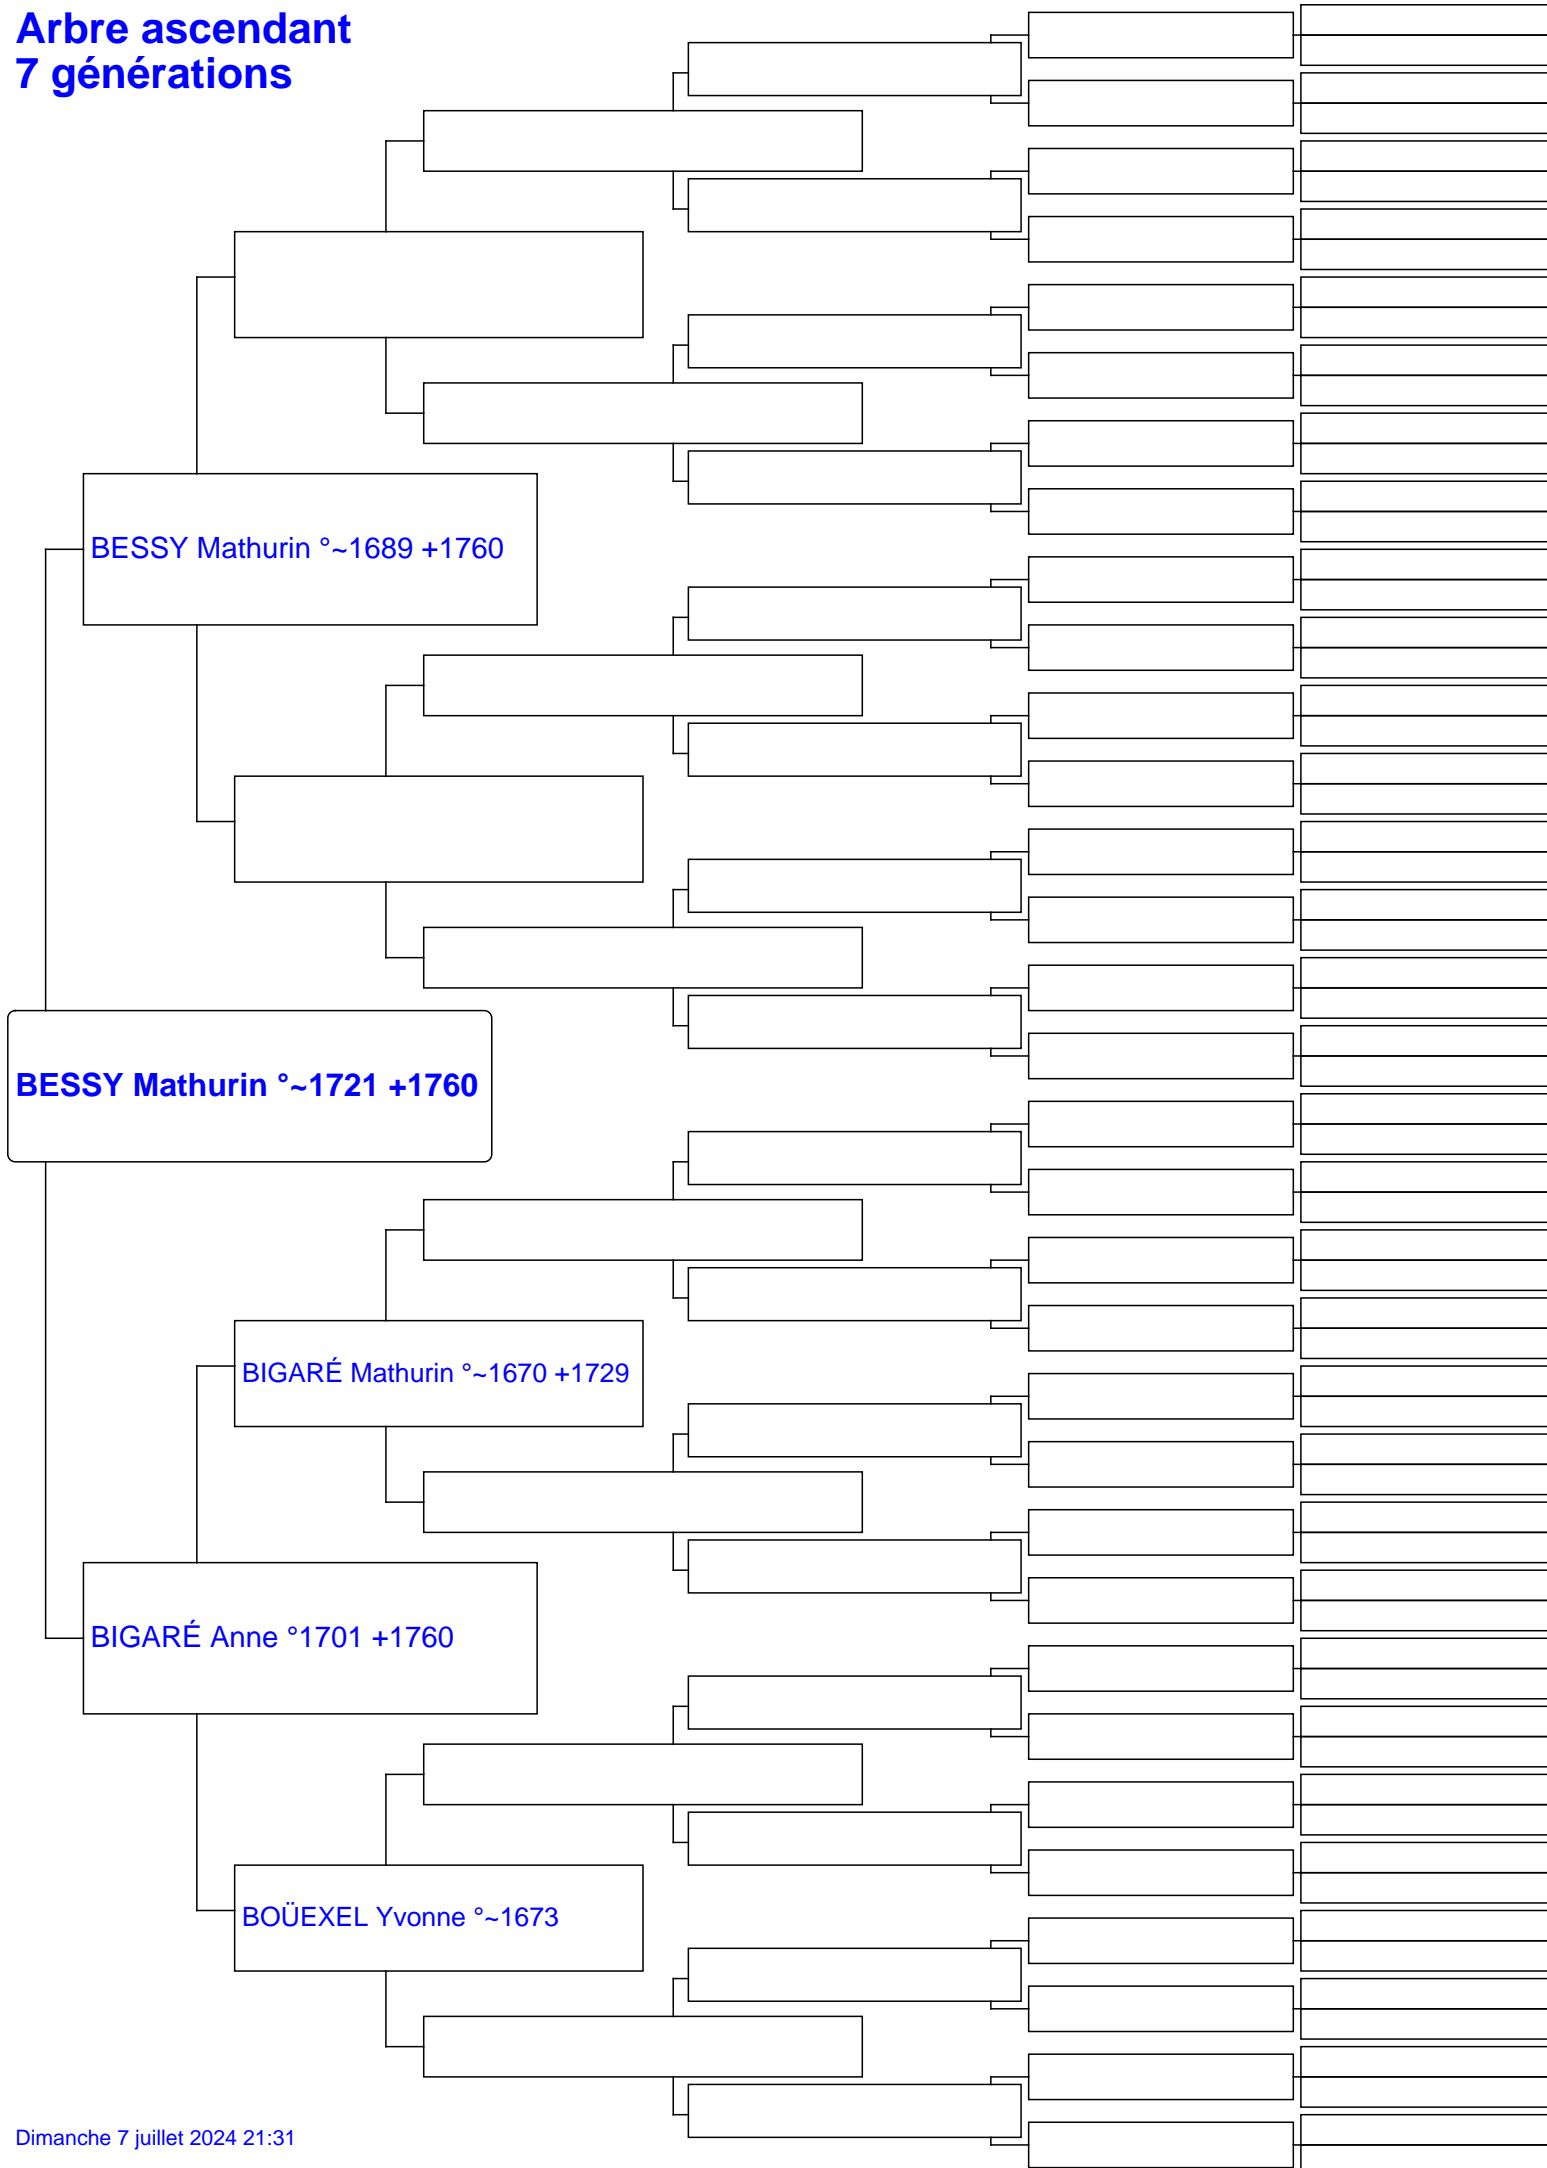 Arbre ascendant
7 générations
BESSY Mathurin °~1689 +1760
BESSY Mathurin °~1721 +1760
BIGARÉ Mathurin °~1670 +1729
BIGARÉ Anne °1701 +1760
BOÜEXEL Yvonne °~1673
Dimanche 7 juillet 2024 21:31